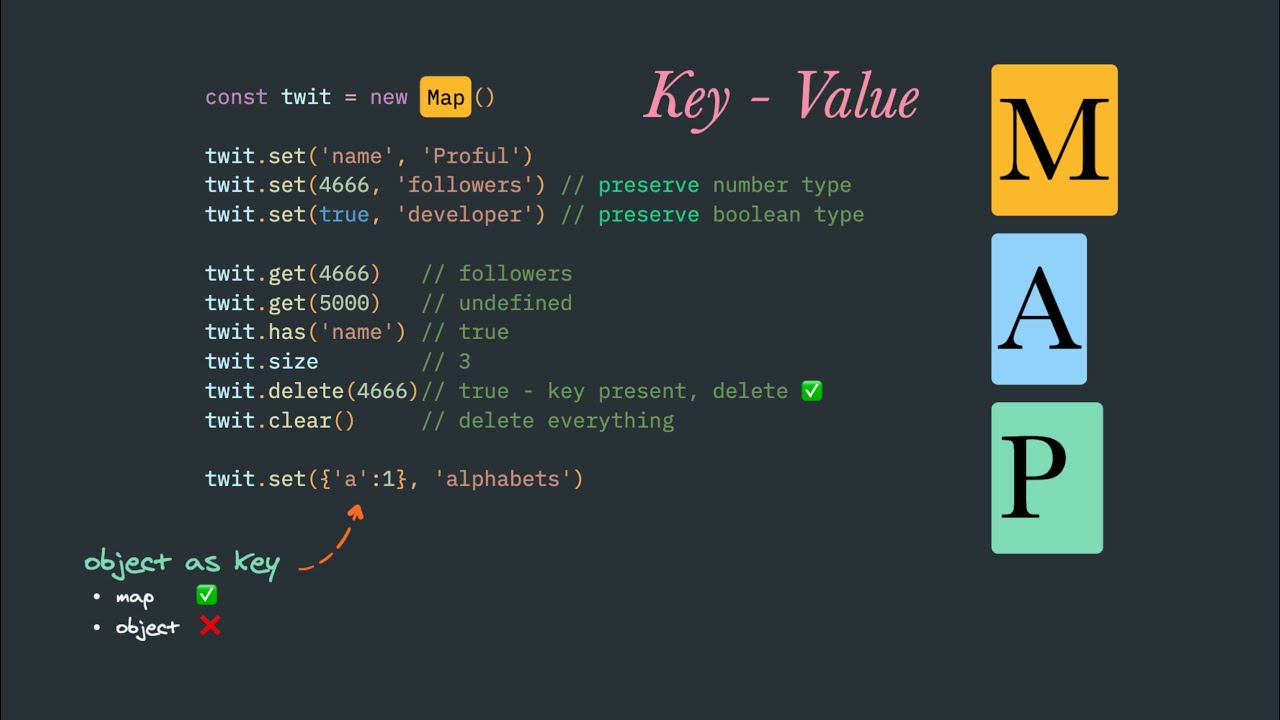 const twit = new Map()
Key - Value
twit.set('name', 'Proful')
twit.set(4666, 'followers') // preserve number type
twit.set(true, 'developer') // preserve boolean type
twit.get(4666)   // followers
twit.get(5000)   // undefined
twit.has('name') // true
twit.size        // 3
twit.delete(4666)// true - key present, delete ✅
twit.clear()     // delete everything
twit.set({'a':1}, 'alphabets')
object as key
• map ✅
• object ❌
M
A
P